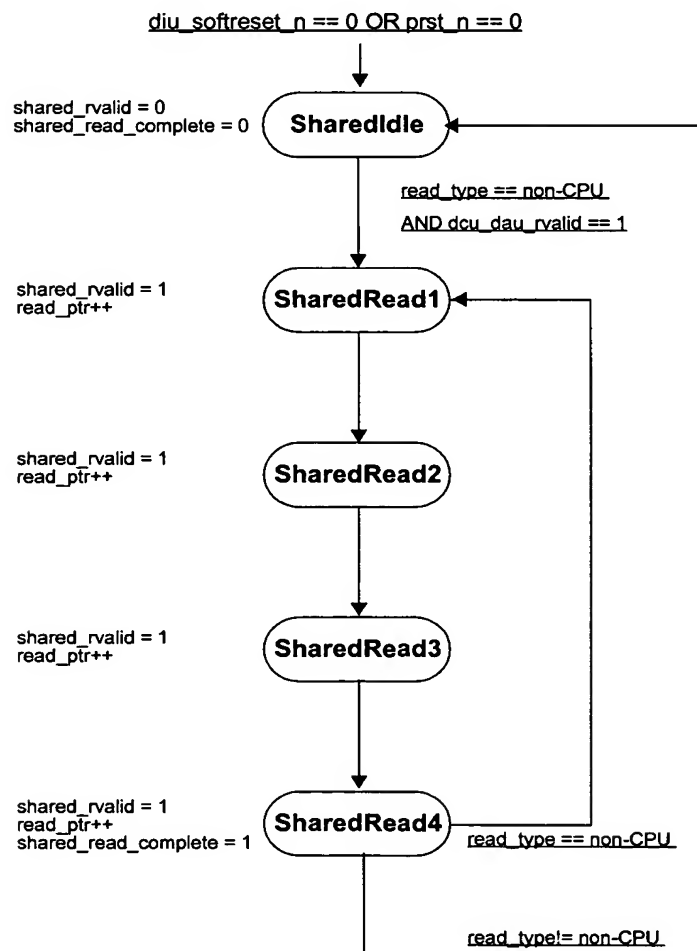 diu_softreset_n == 0 OR prst_n == 0
shared_rvalid = 0
shared_read_complete = 0
SharedIdle
read_type == non-CPU
AND dcu_dau_rvalid == 1
shared_rvalid = 1
read_ptr++
SharedRead1
shared_rvalid = 1
read_ptr++
SharedRead2
shared_rvalid = 1
read_ptr++
SharedRead3
shared_rvalid = 1
read_ptr++
shared_read_complete = 1
SharedRead4
read_type == non-CPU
read_type!= non-CPU